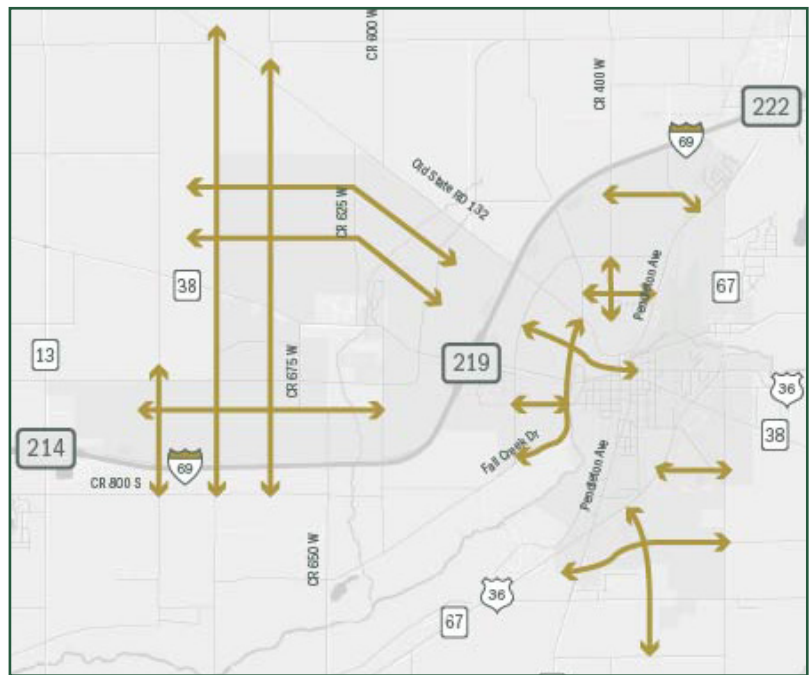 CR 600 W
CR 400 W
222
69
Old State RD 132
CR 625 W
Pendleton Ave
38
67
13
219
CR 675 W
36
38
214
69
Fall Creek Dr
Pendleton Ave
CR 800 S
CR 650 W
36
67